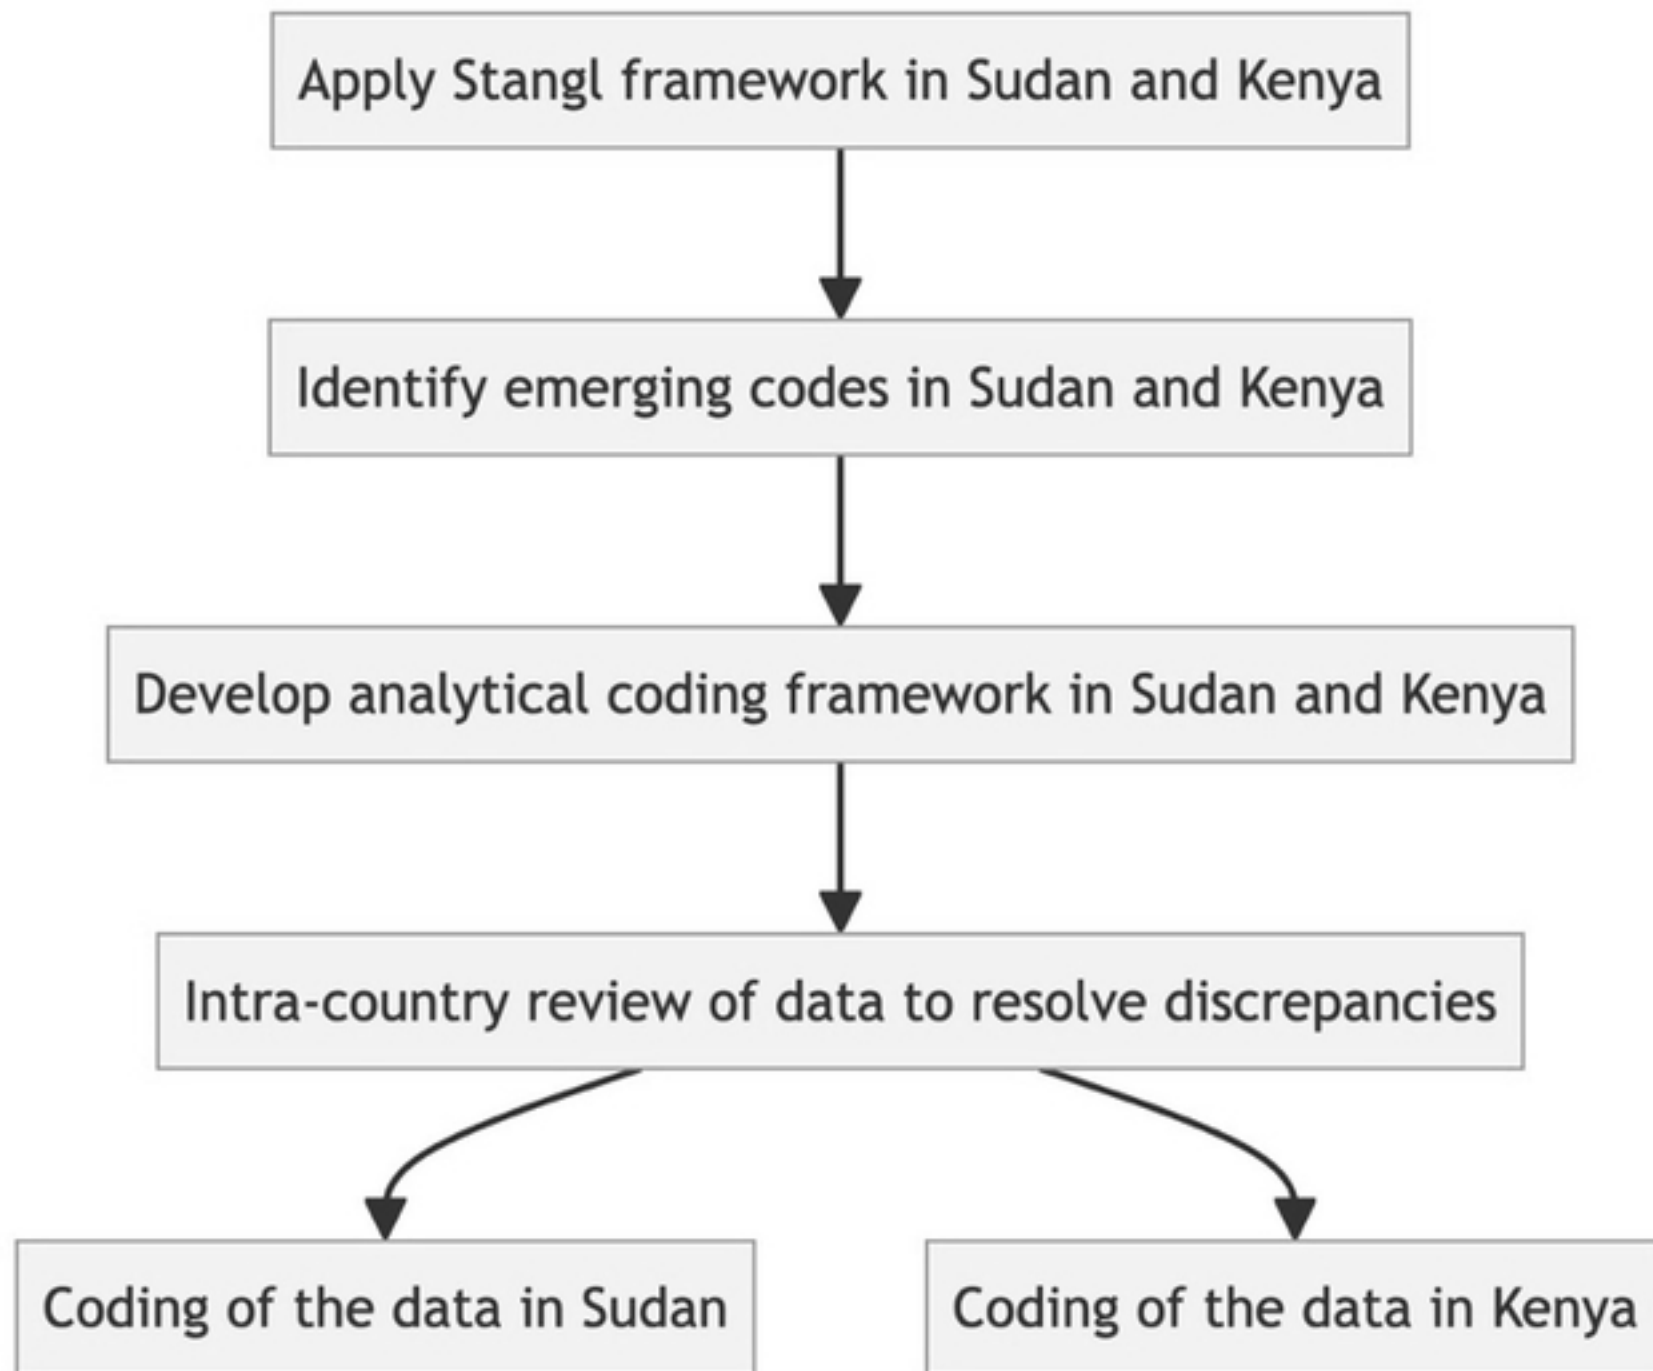 Apply Stangl framework in Sudan and Kenya
Identify emerging codes in Sudan and Kenya
Develop analytical coding framework in Sudan and Kenya
Intra-country review of data to resolve discrepancies
Coding of the data in Sudan
Coding of the data in Kenya